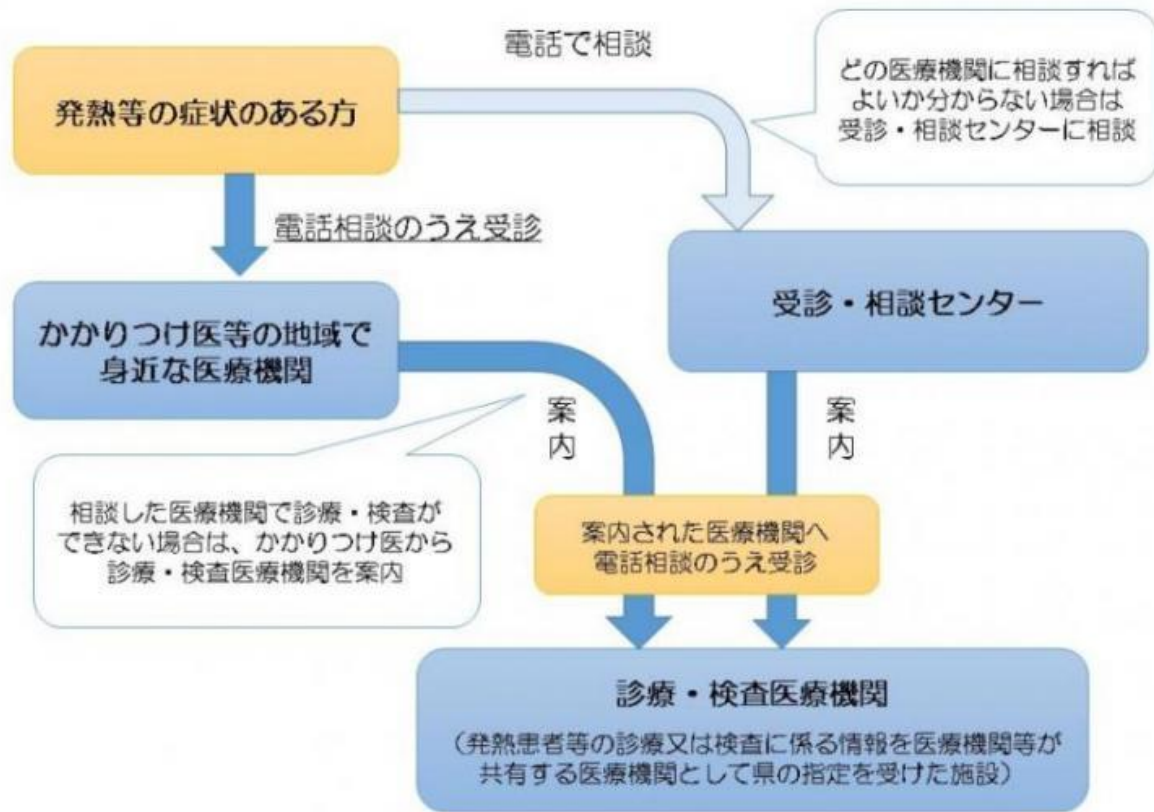 電話で相談
発熱等の症状のある方
どの医療機関に相談すれば
よいか分からない場合は
受診・相談センターに相談
電話相談のうえ受診
受診・相談センター
かかりつけ医等の地域で
身近な医療機関
案内
案内
相談した医療機関で診療・検査が
できない場合は、かかりつけ医から
診療・検査医療機関を案内
案内された医療機関へ
電話相談のうえ受診
診療・検査医療機関
（発熱患者等の診療又は検査に係る情報を医療機関等が
共有する医療機関として県の指定を受けた施設）